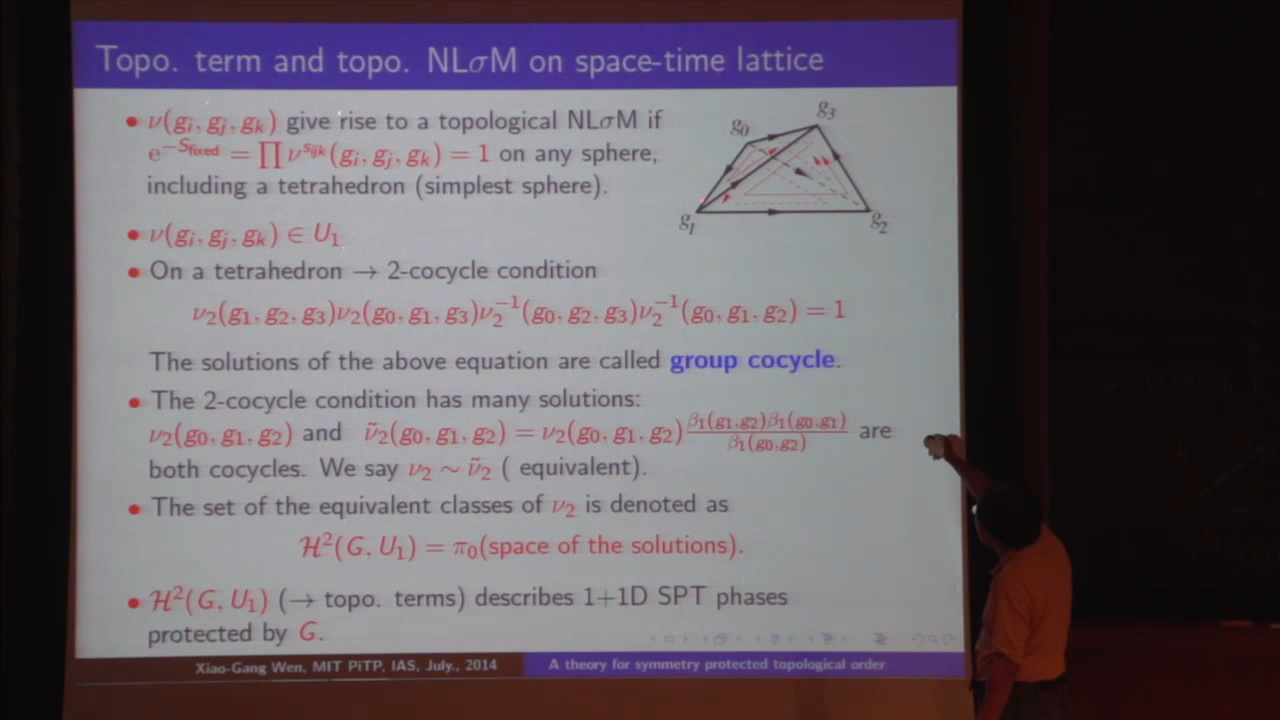 Topo. term and topo. NLσM on space-time lattice
• ν(gᵢ, gⱼ, gₖ) give rise to a topological NLσM if
e^{−S_fixed} = ∏ ν^{s_{ijk}}(gᵢ, gⱼ, gₖ) = 1 on any sphere,
including a tetrahedron (simplest sphere).
g₀
g₃
g₁
g₂
• ν(gᵢ, gⱼ, gₖ) ∈ U₁
• On a tetrahedron → 2-cocycle condition
ν₂(g₁, g₂, g₃)ν₂(g₀, g₁, g₃)ν₂⁻¹(g₀, g₂, g₃)ν₂⁻¹(g₀, g₁, g₂) = 1
The solutions of the above equation are called group cocycle.
• The 2-cocycle condition has many solutions:
ν₂(g₀, g₁, g₂) and ν̃₂(g₀, g₁, g₂) = ν₂(g₀, g₁, g₂) β₁(g₁,g₂)β₁(g₀,g₁)/β₁(g₀,g₂) are
both cocycles. We say ν₂ ∼ ν̃₂ ( equivalent).
• The set of the equivalent classes of ν₂ is denoted as
ℋ²(G, U₁) = π₀(space of the solutions).
• ℋ²(G, U₁) (→ topo. terms) describes 1+1D SPT phases
protected by G.
Xiao-Gang Wen, MIT PiTP, IAS, July., 2014
A theory for symmetry protected topological order